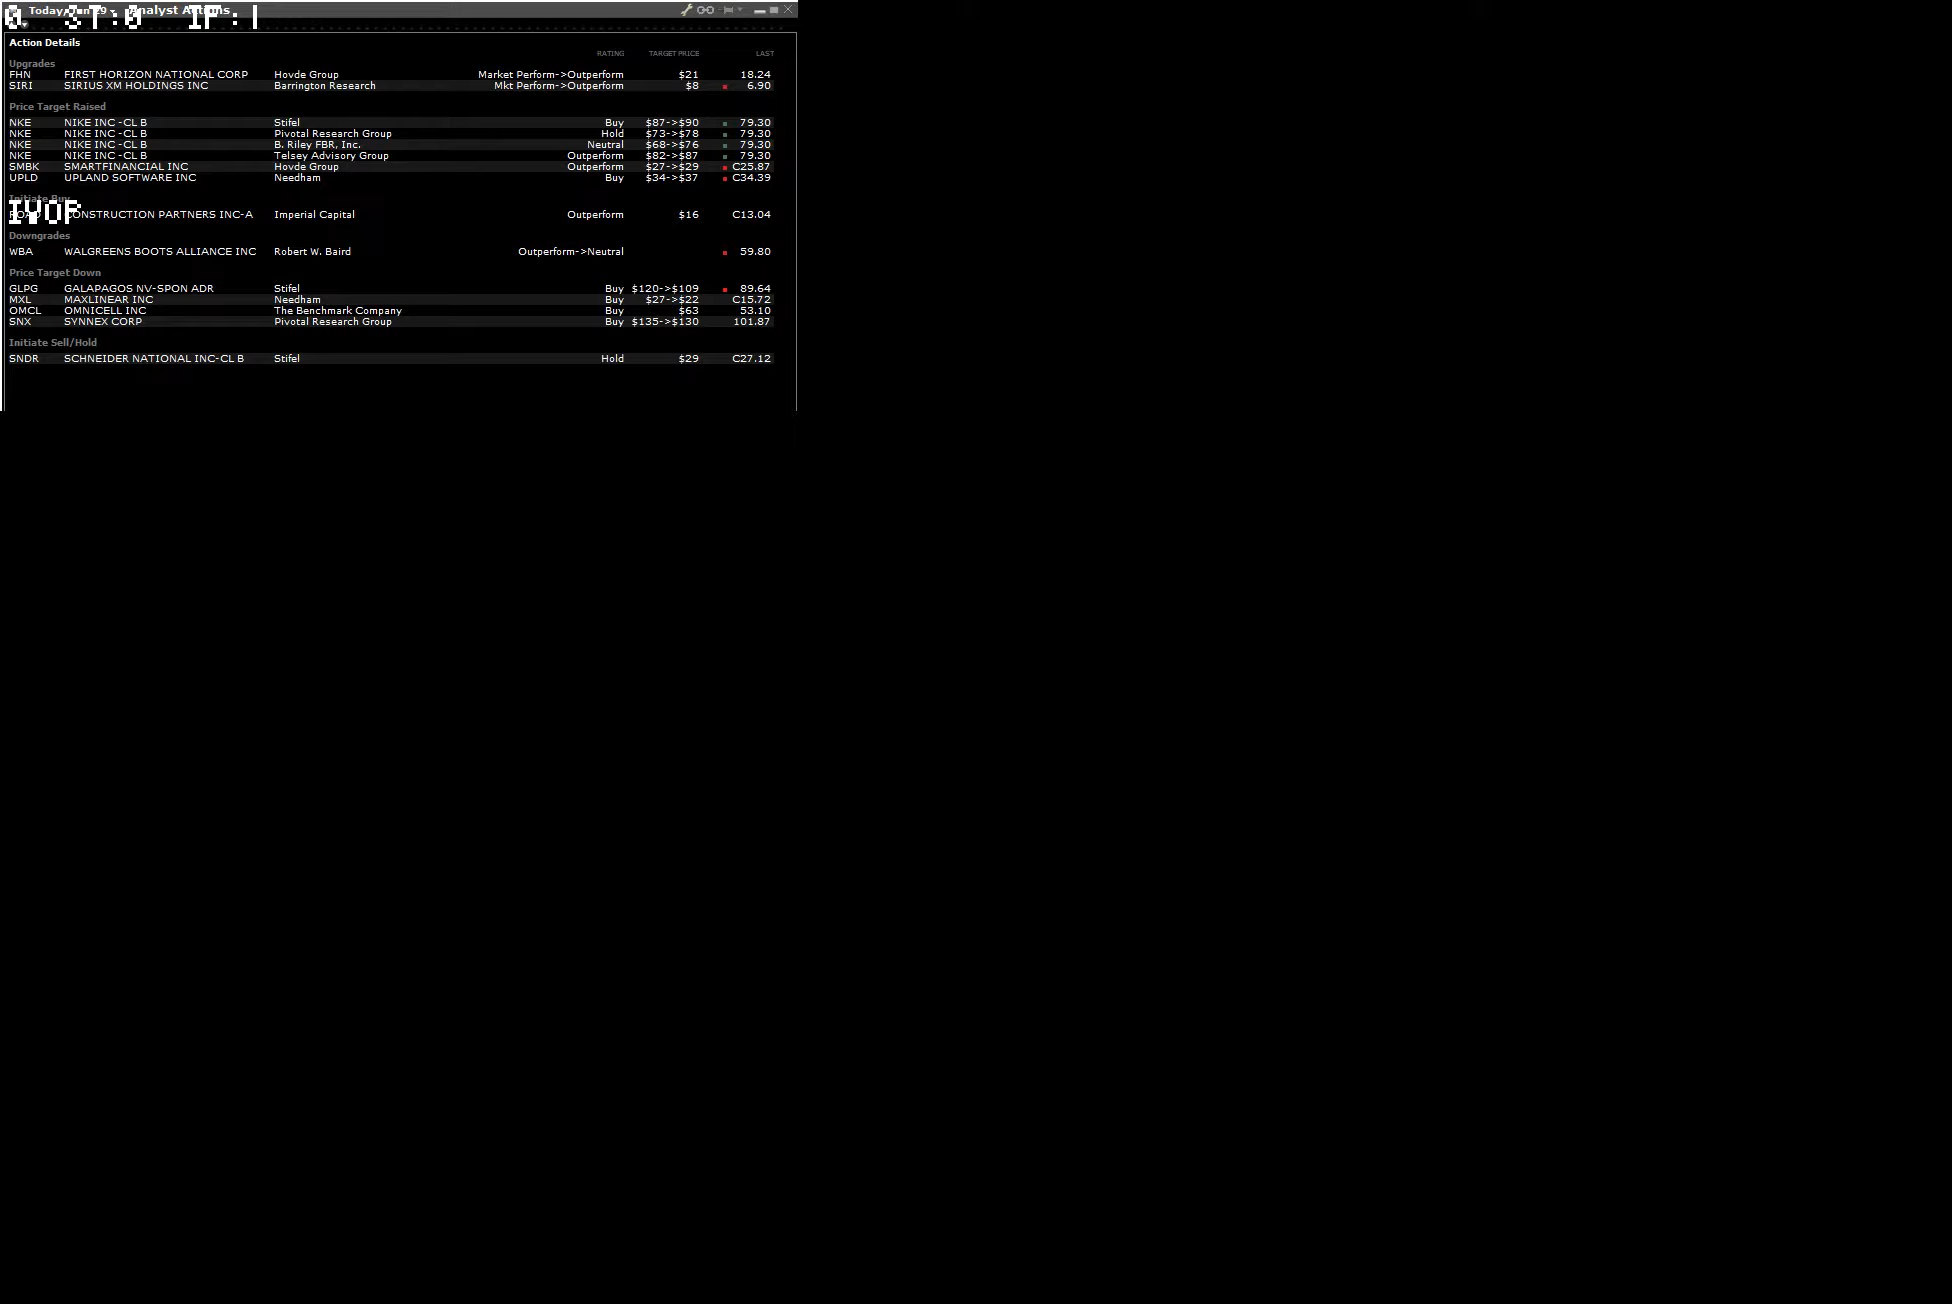 Analyst Actions
0 ST:0 IF:
Action Details
RATING TARGET PRICE LAST
Upgrades
FHN FIRST HORIZON NATIONAL CORP Hovde Group Market Perform->Outperform $21 18.24
SIRI SIRIUS XM HOLDINGS INC Barrington Research Mkt Perform->Outperform $8 6.90
Price Target Raised
NKE NIKE INC -CL B Stifel Buy $87->$90 79.30
NKE NIKE INC -CL B Pivotal Research Group Hold $73->$78 79.30
NKE NIKE INC -CL B B. Riley FBR, Inc. Neutral $68->$76 79.30
NKE NIKE INC -CL B Telsey Advisory Group Outperform $82->$87 79.30
SMBK SMARTFINANCIAL INC Hovde Group Outperform $27->$29 C25.87
UPLD UPLAND SOFTWARE INC Needham Buy $34->$37 C34.39
Initiate Buy
CONSTRUCTION PARTNERS INC-A Imperial Capital Outperform $16 C13.04
Downgrades
WBA WALGREENS BOOTS ALLIANCE INC Robert W. Baird Outperform->Neutral 59.80
Price Target Down
GLPG GALAPAGOS NV-SPON ADR Stifel Buy $120->$109 89.64
MXL MAXLINEAR INC Needham Buy $27->$22 C15.72
OMCL OMNICELL INC The Benchmark Company Buy $63 53.10
SNX SYNNEX CORP Pivotal Research Group Buy $135->$130 101.87
Initiate Sell/Hold
SNDR SCHNEIDER NATIONAL INC-CL B Stifel Hold $29 C27.12